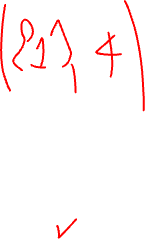 ({1}, 4)
✓